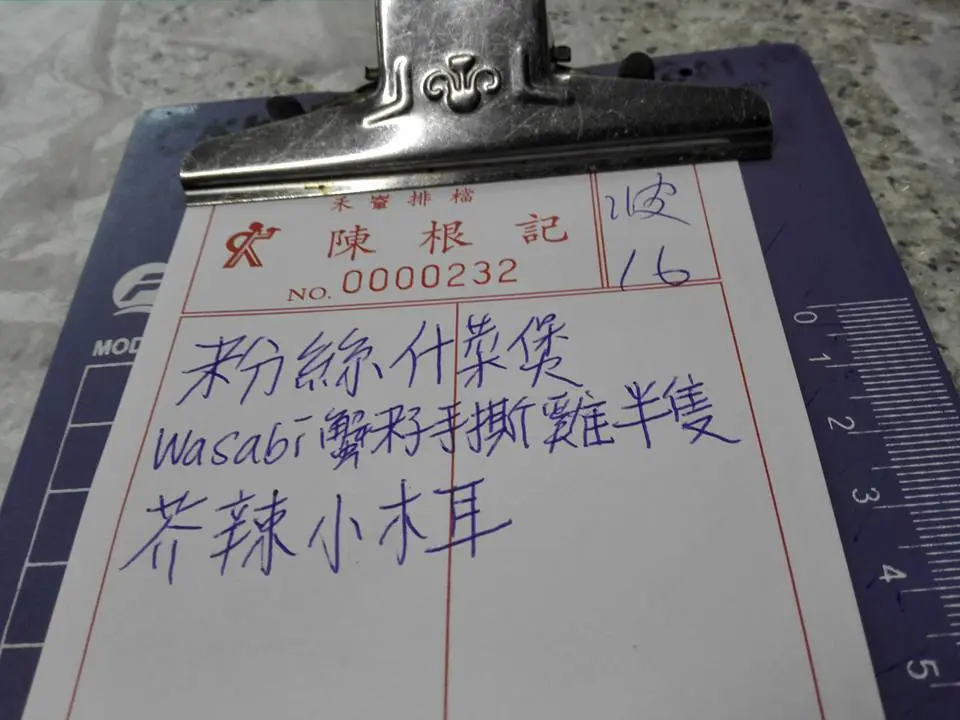 禾輋排檔
陳根記
NO. 0000232
16
粉絲什菜煲
Wasabi蟹籽手撕雞半隻
芥辣小木耳
MOD
0
1
2
3
4
5